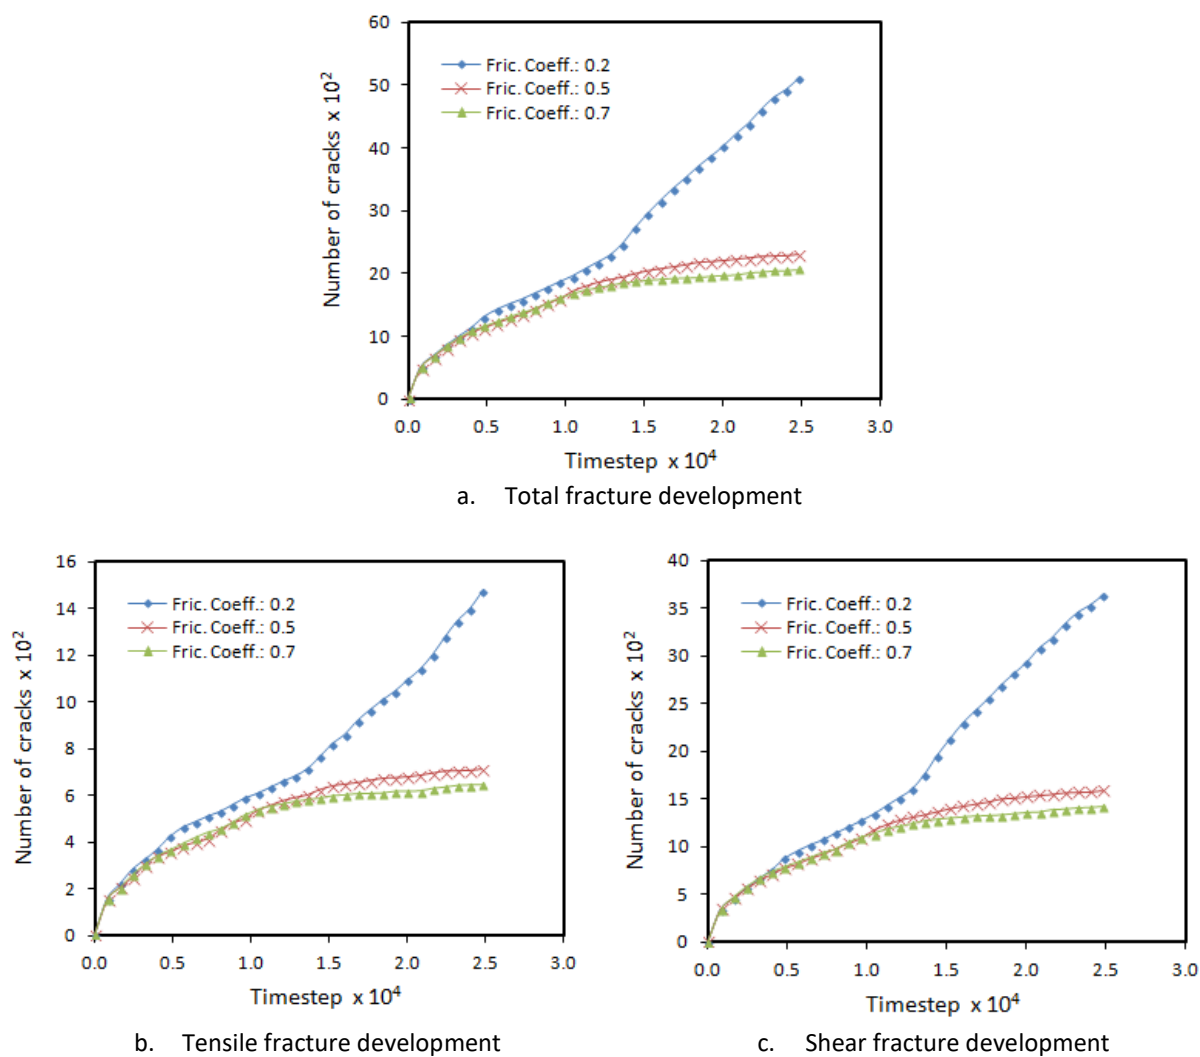 60
50
40
30
20
10
0
Number of cracks x 10²
Fric. Coeff.: 0.2
Fric. Coeff.: 0.5
Fric. Coeff.: 0.7
0.0 0.5 1.0 1.5 2.0 2.5 3.0
Timestep x 10⁴
a. Total fracture development
16
14
12
10
8
6
4
2
0
Number of cracks x 10²
Fric. Coeff.: 0.2
Fric. Coeff.: 0.5
Fric. Coeff.: 0.7
0.0 0.5 1.0 1.5 2.0 2.5 3.0
Timestep x 10⁴
b. Tensile fracture development
40
35
30
25
20
15
10
5
0
Number of cracks x 10²
Fric. Coeff.: 0.2
Fric. Coeff.: 0.5
Fric. Coeff.: 0.7
0.0 0.5 1.0 1.5 2.0 2.5 3.0
Timestep x 10⁴
c. Shear fracture development